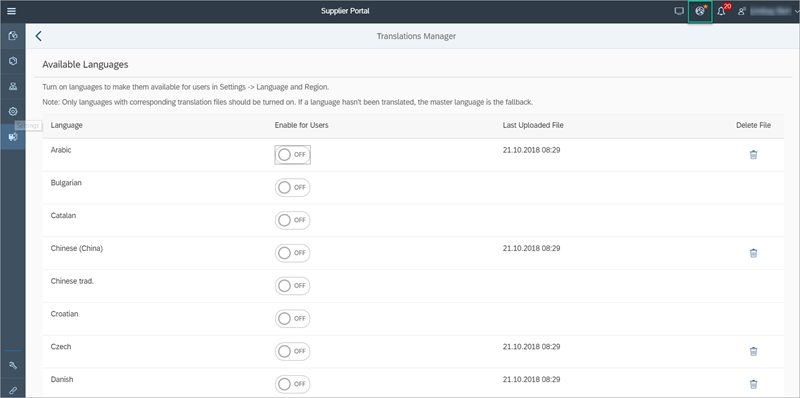 Supplier Portal
20
Translations Manager
Available Languages
Turn on languages to make them available for users in Settings -> Language and Region.
Note: Only languages with corresponding translation files should be turned on. If a language hasn't been translated, the master language is the fallback.
Settings
Language Enable for Users Last Uploaded File Delete File
Arabic OFF 21.10.2018 08:29
Bulgarian OFF
Catalan OFF
Chinese (China) OFF 21.10.2018 08:29
Chinese trad. OFF
Croatian OFF
Czech OFF 21.10.2018 08:29
Danish OFF 21.10.2018 08:29